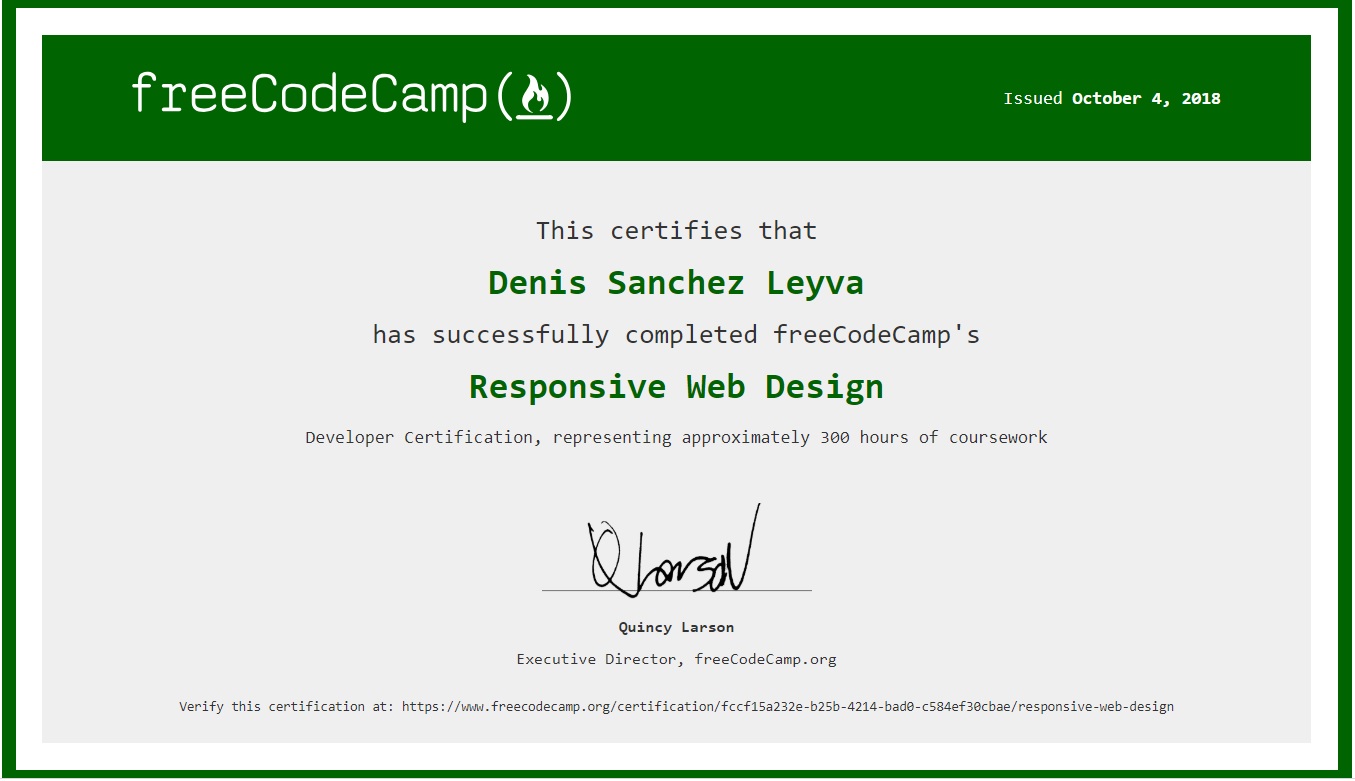 freeCodeCamp
Issued October 4, 2018
This certifies that
Denis Sanchez Leyva
has successfully completed freeCodeCamp's
Responsive Web Design
Developer Certification, representing approximately 300 hours of coursework
Q Larson
Quincy Larson
Executive Director, freeCodeCamp.org
Verify this certification at: https://www.freecodecamp.org/certification/fccf15a232e-b25b-4214-bad0-c584ef30cbae/responsive-web-design